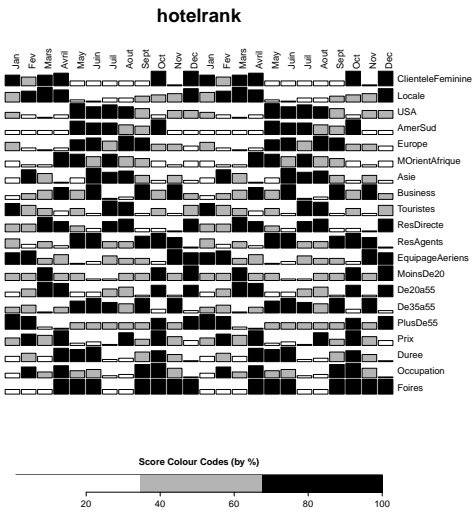 hotelrank
Jan Fev Mars Avril May Juin Juil Aout Sept Oct Nov Dec Jan Fev Mars Avril May Juin Juil Aout Sept Oct Nov Dec
ClienteleFeminine
Locale
USA
AmerSud
Europe
MOrientAfrique
Asie
Business
Touristes
ResDirecte
ResAgents
EquipageAeriens
MoinsDe20
De20a55
De35a55
PlusDe55
Prix
Duree
Occupation
Foires
Score Colour Codes (by %)
20 40 60 80 100